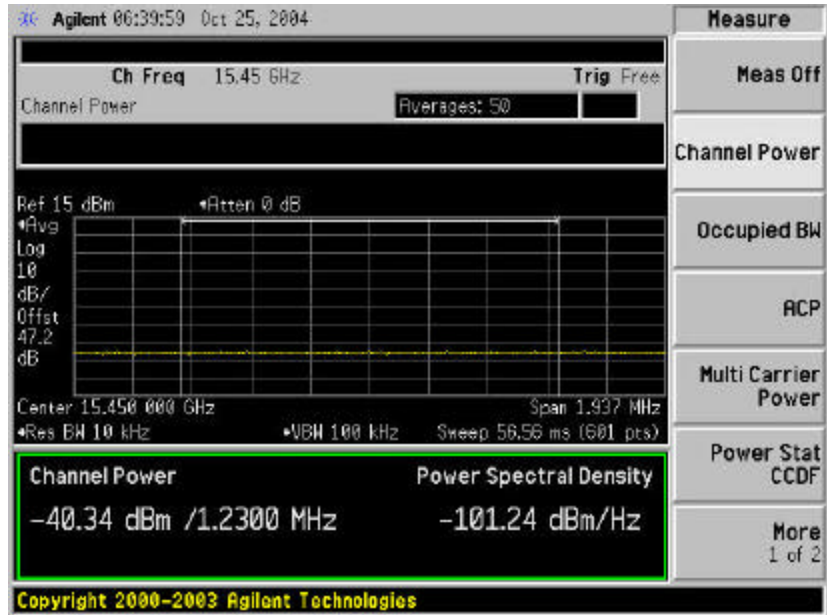 Agilent 06:39:59 Oct 25, 2004
Measure
Ch Freq 15.45 GHz Trig Free
Meas Off
Channel Power Averages: 50
Channel Power
Ref 15 dBm Atten 0 dB
Avg
Log
10
dB/
Offst
47.2
dB
Occupied BW
ACP
Multi Carrier
Power
Center 15.450 000 GHz Span 1.937 MHz
Res BW 10 kHz VBW 100 kHz Sweep 56.56 ms (601 pts)
Power Stat
CCDF
Channel Power Power Spectral Density
-40.34 dBm /1.2300 MHz -101.24 dBm/Hz
More
1 of 2
Copyright 2000-2003 Agilent Technologies